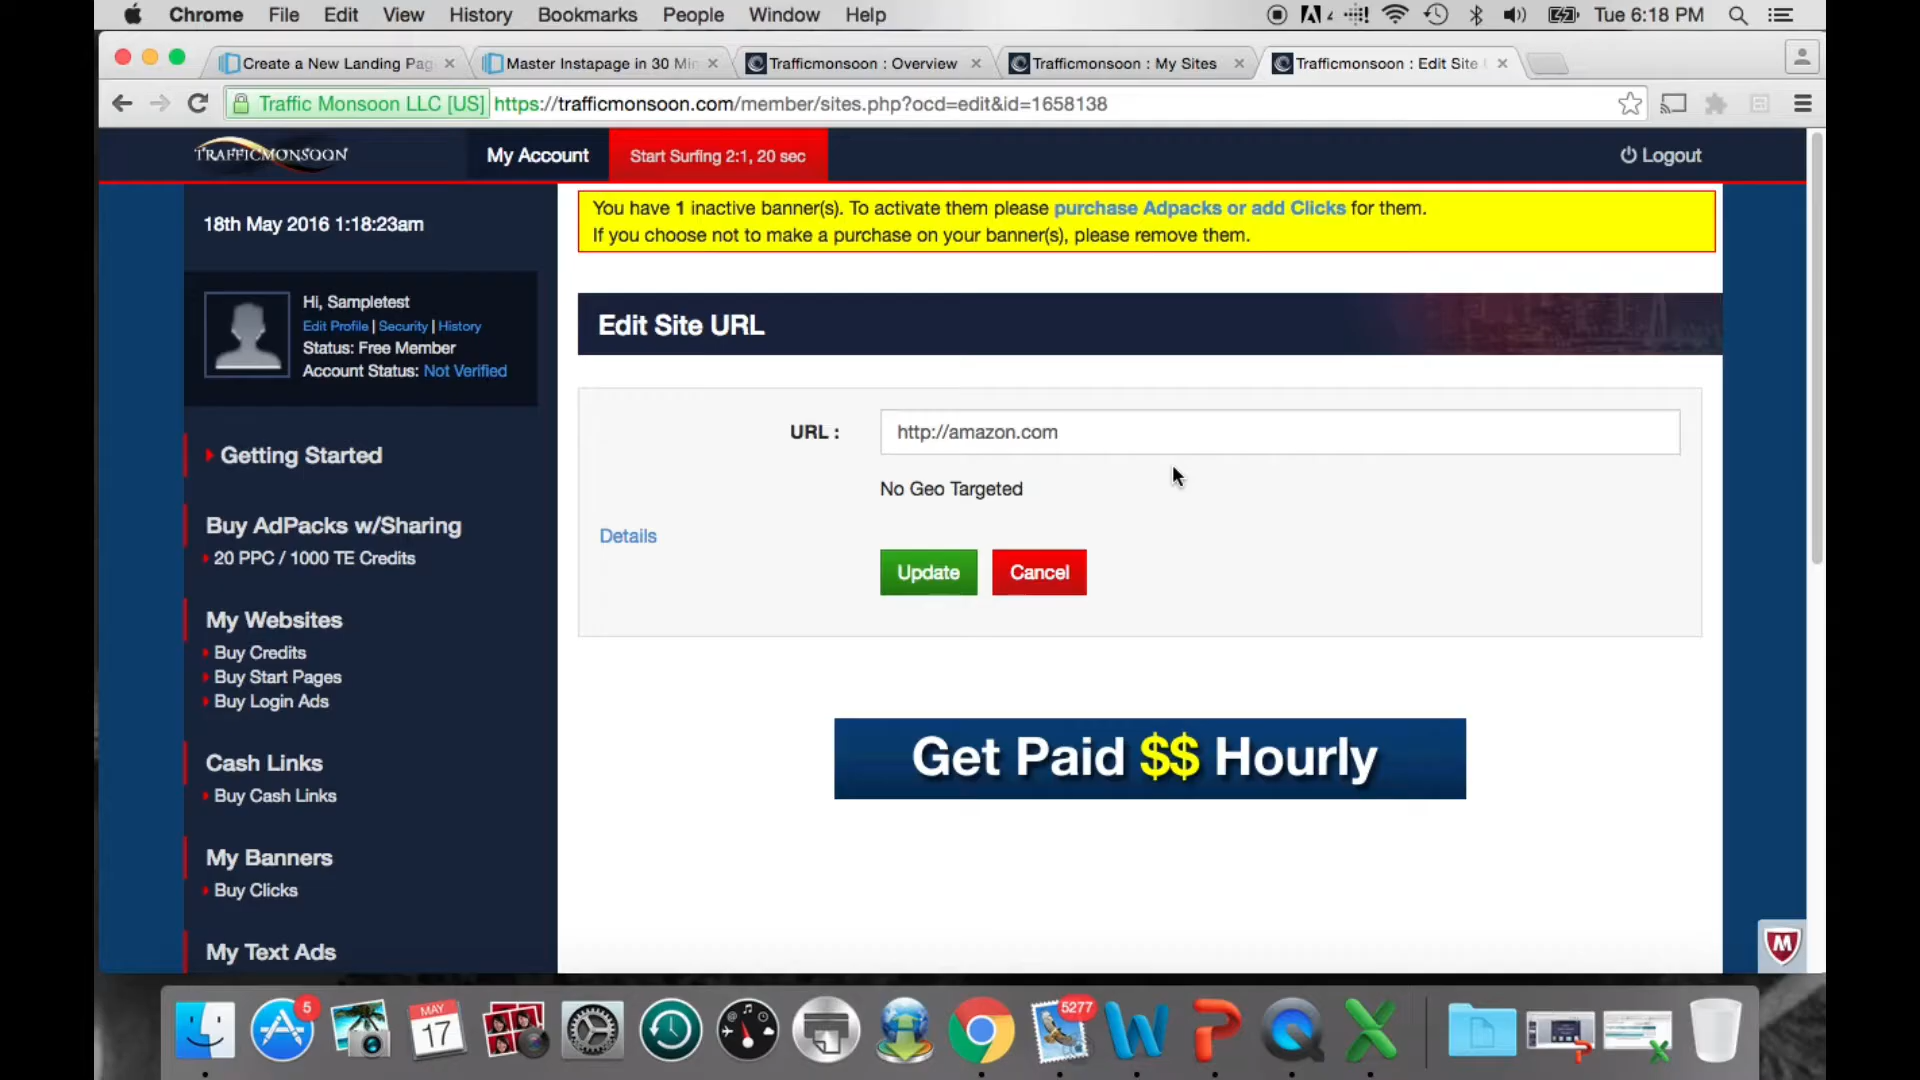 Chrome File Edit View History Bookmarks People Window Help
4 Tue 6:18 PM
Create a New Landing Pag
Master Instapage in 30 Mi
Trafficmonsoon : Overview
Trafficmonsoon : My Sites
Trafficmonsoon : Edit Site
Traffic Monsoon LLC [US] https://trafficmonsoon.com/member/sites.php?ocd=edit&id=1658138
TRAFFICMONSOON
My Account
Start Surfing 2:1, 20 sec
Logout
18th May 2016 1:18:23am
You have 1 inactive banner(s). To activate them please purchase Adpacks or add Clicks for them.
If you choose not to make a purchase on your banner(s), please remove them.
Hi, Sampletest
Edit Profile | Security | History
Status: Free Member
Account Status: Not Verified
Edit Site URL
URL : http://amazon.com
No Geo Targeted
Details
Update Cancel
Getting Started
Buy AdPacks w/Sharing
20 PPC / 1000 TE Credits
My Websites
Buy Credits
Buy Start Pages
Buy Login Ads
Get Paid $$ Hourly
Cash Links
Buy Cash Links
My Banners
Buy Clicks
My Text Ads
M
5
MAY
17
5277
W
P
X